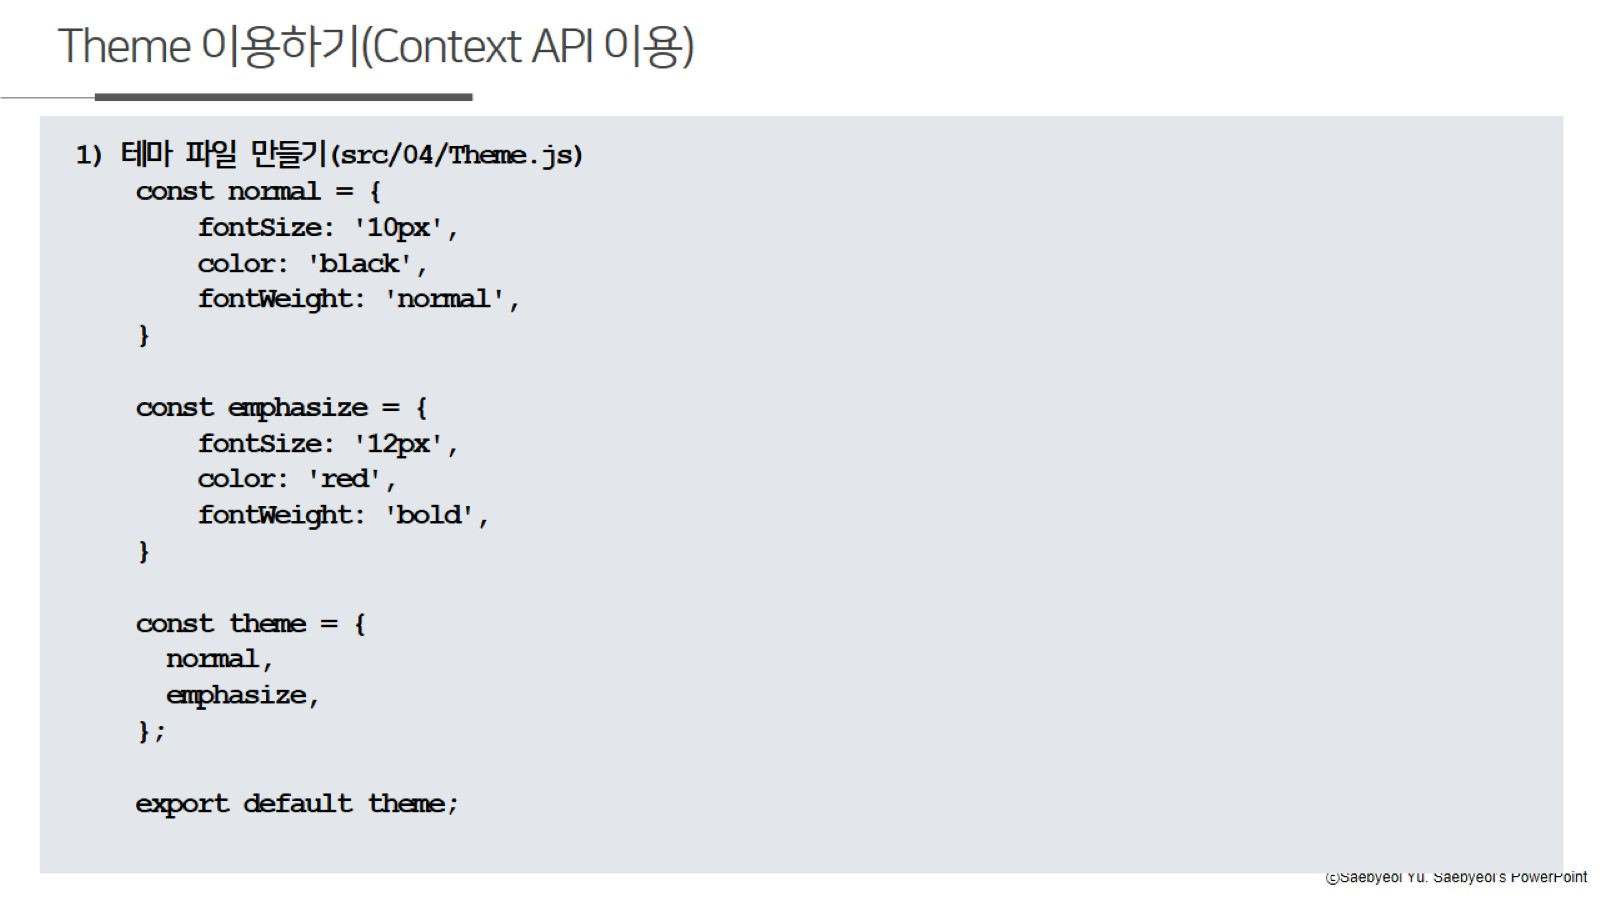 Theme 이용하기(Context API 이용)
1) 테마 파일 만들기(src/04/Theme.js)
const normal = {
fontSize: '10px',
color: 'black',
fontWeight: 'normal',
}
const emphasize = {
fontSize: '12px',
color: 'red',
fontWeight: 'bold',
}
const theme = {
normal,
emphasize,
};
export default theme;
ⓒSaebyeol Yu. Saebyeol's PowerPoint